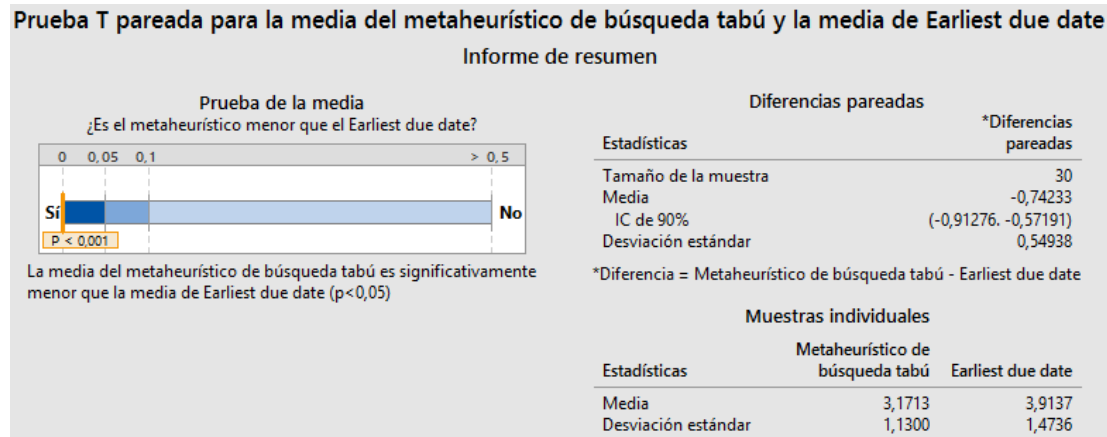 Prueba T pareada para la media del metaheurístico de búsqueda tabú y la media de Earliest due date
Informe de resumen
Prueba de la media
¿Es el metaheurístico menor que el Earliest due date?
0 0,05 0,1 > 0,5
Sí No
P < 0,001
La media del metaheurístico de búsqueda tabú es significativamente
menor que la media de Earliest due date (p<0,05)
Diferencias pareadas
*Diferencias
Estadísticas pareadas
Tamaño de la muestra 30
Media -0,74233
IC de 90% (-0,91276. -0,57191)
Desviación estándar 0,54938
*Diferencia = Metaheurístico de búsqueda tabú - Earliest due date
Muestras individuales
Metaheurístico de
Estadísticas búsqueda tabú Earliest due date
Media 3,1713 3,9137
Desviación estándar 1,1300 1,4736